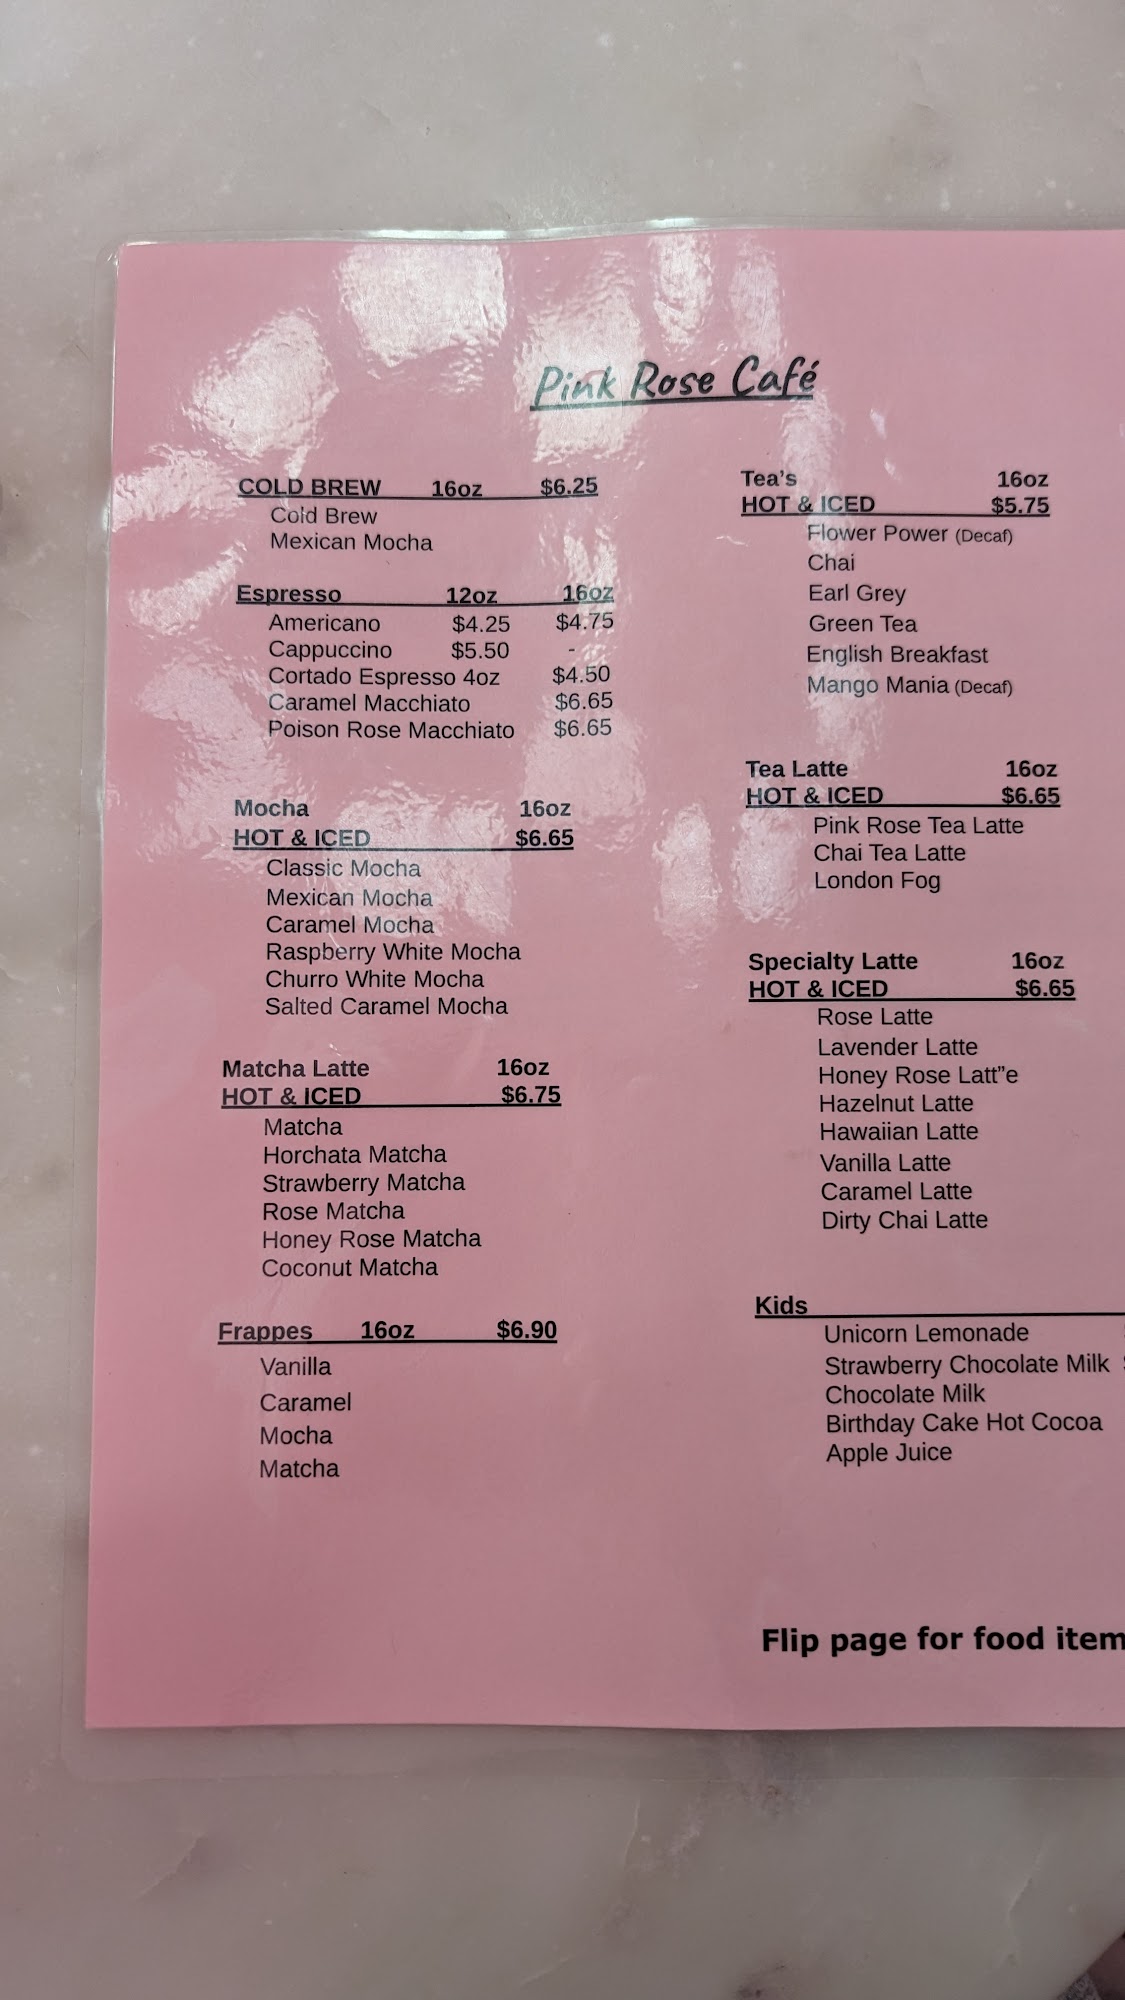 Pink Rose Café
COLD BREW 16oz $6.25
Cold Brew
Mexican Mocha
Espresso 12oz 16oz
Americano $4.25 $4.75
Cappuccino $5.50 -
Cortado Espresso 4oz $4.50
Caramel Macchiato $6.65
Poison Rose Macchiato $6.65
Mocha 16oz
HOT & ICED $6.65
Classic Mocha
Mexican Mocha
Caramel Mocha
Raspberry White Mocha
Churro White Mocha
Salted Caramel Mocha
Matcha Latte 16oz
HOT & ICED $6.75
Matcha
Horchata Matcha
Strawberry Matcha
Rose Matcha
Honey Rose Matcha
Coconut Matcha
Frappes 16oz $6.90
Vanilla
Caramel
Mocha
Matcha
Tea's 16oz
HOT & ICED $5.75
Flower Power (Decaf)
Chai
Earl Grey
Green Tea
English Breakfast
Mango Mania (Decaf)
Tea Latte 16oz
HOT & ICED $6.65
Pink Rose Tea Latte
Chai Tea Latte
London Fog
Specialty Latte 16oz
HOT & ICED $6.65
Rose Latte
Lavender Latte
Honey Rose Latt”e
Hazelnut Latte
Hawaiian Latte
Vanilla Latte
Caramel Latte
Dirty Chai Latte
Kids
Unicorn Lemonade
Strawberry Chocolate Milk
Chocolate Milk
Birthday Cake Hot Cocoa
Apple Juice
Flip page for food item